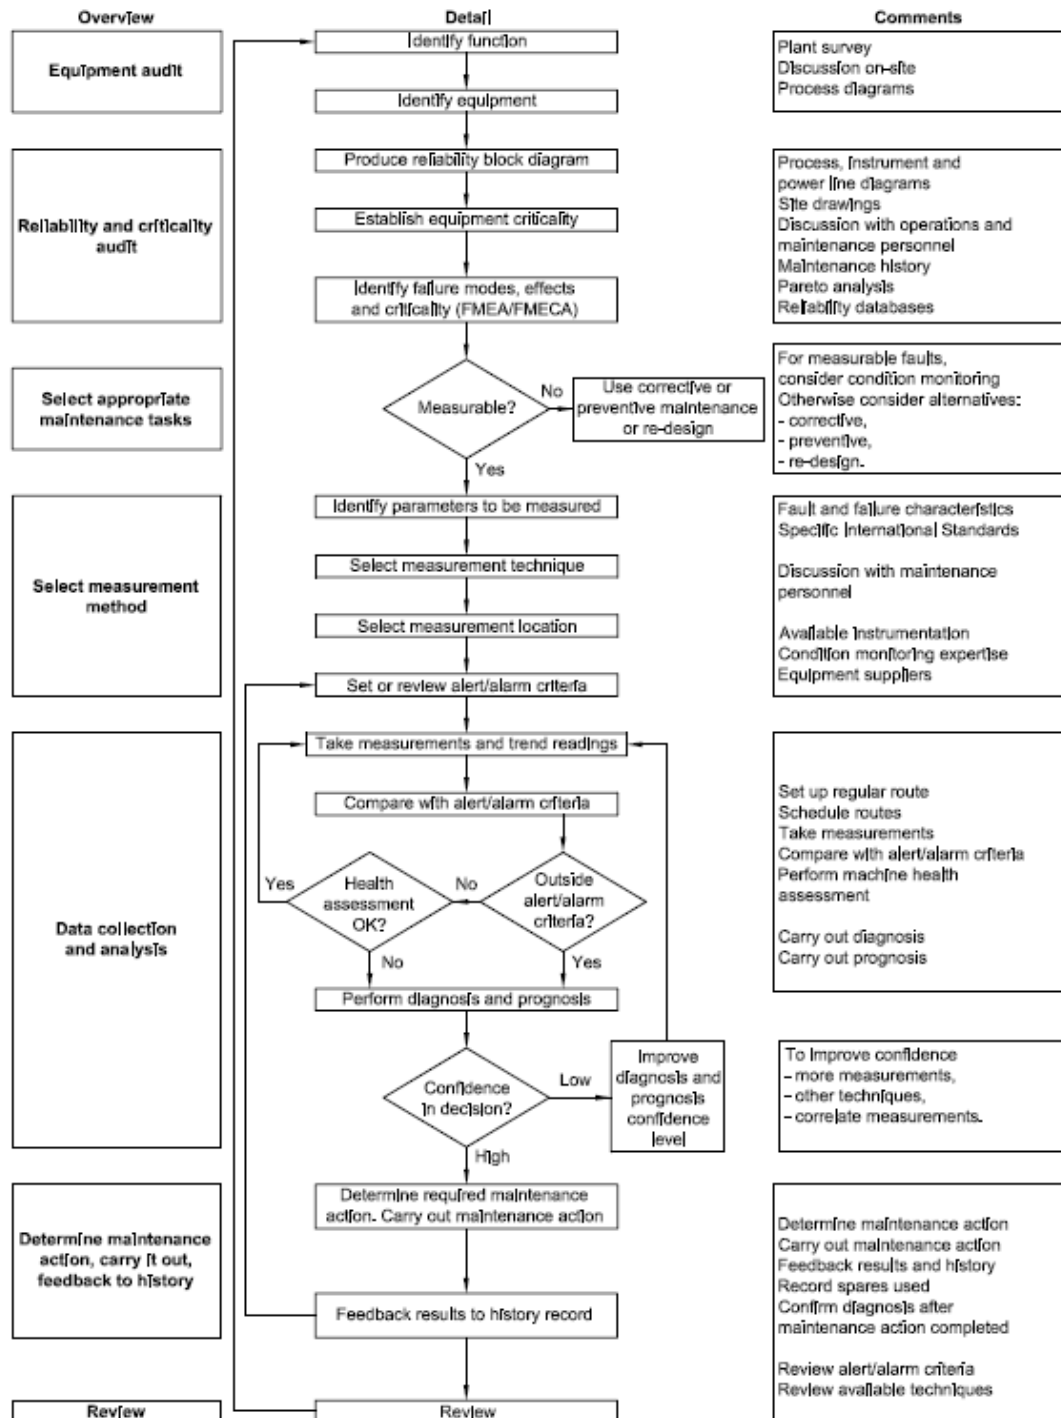 Overview
Detail
Comments
Equipment audit
Identify function
Identify equipment
Plant survey
Discussion on-site
Process diagrams
Reliability and criticality
audit
Produce reliability block diagram
Establish equipment criticality
Identify failure modes, effects
and criticality (FMEA/FMECA)
Process, instrument and
power line diagrams
Site drawings
Discussion with operations and
maintenance personnel
Maintenance history
Pareto analysis
Reliability databases
Select appropriate
maintenance tasks
Measurable?
No
Use corrective or
preventive maintenance
or re-design
Yes
For measurable faults,
consider condition monitoring
Otherwise consider alternatives:
- corrective,
- preventive,
- re-design.
Select measurement
method
Identify parameters to be measured
Select measurement technique
Select measurement location
Set or review alert/alarm criteria
Fault and failure characteristics
Specific International Standards
Discussion with maintenance
personnel
Available instrumentation
Condition monitoring expertise
Equipment suppliers
Data collection
and analysis
Take measurements and trend readings
Compare with alert/alarm criteria
Yes
Health
assessment
OK?
No
Outside
alert/alarm
criteria?
No
Yes
Perform diagnosis and prognosis
Confidence
in decision?
Low
Improve
diagnosis and
prognosis
confidence
level
High
Set up regular route
Schedule routes
Take measurements
Compare with alert/alarm criteria
Perform machine health
assessment
Carry out diagnosis
Carry out prognosis
To improve confidence
– more measurements,
– other techniques,
– correlate measurements.
Determine maintenance
action, carry it out,
feedback to history
Determine required maintenance
action. Carry out maintenance action
Feedback results to history record
Determine maintenance action
Carry out maintenance action
Feedback results and history
Record spares used
Confirm diagnosis after
maintenance action completed
Review alert/alarm criteria
Review available techniques
Review
Review